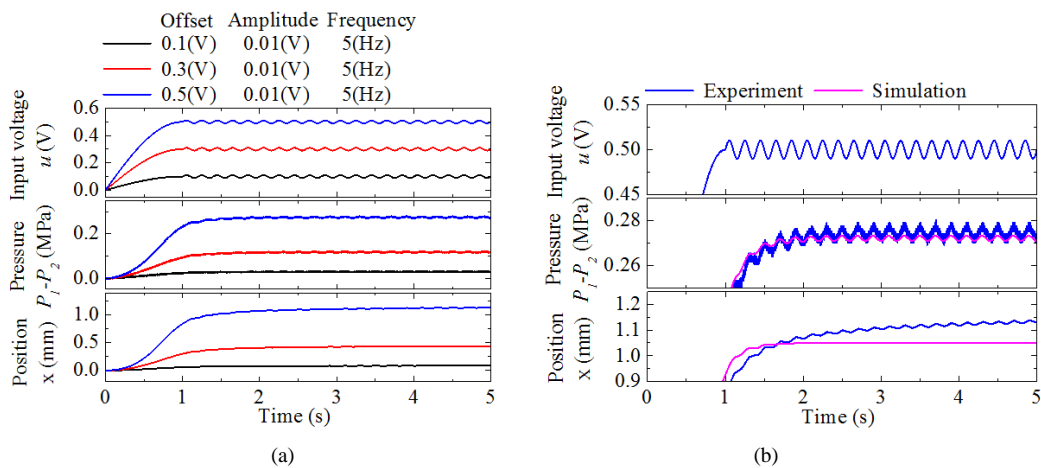 Offset Amplitude Frequency
0.1(V) 0.01(V) 5(Hz)
0.3(V) 0.01(V) 5(Hz)
0.5(V) 0.01(V) 5(Hz)
Input voltage
u (V)
0.6
0.4
0.2
0.0
Pressure
P1-P2 (MPa)
0.2
0.0
Position
x (mm)
1.0
0.5
0.0
0 1 2 3 4 5
Time (s)
(a)
Experiment Simulation
Input voltage
u (V)
0.55
0.50
0.45
Pressure
P1-P2 (MPa)
0.28
0.26
Position
x (mm)
1.2
1.1
1.0
0.9
0 1 2 3 4 5
Time (s)
(b)